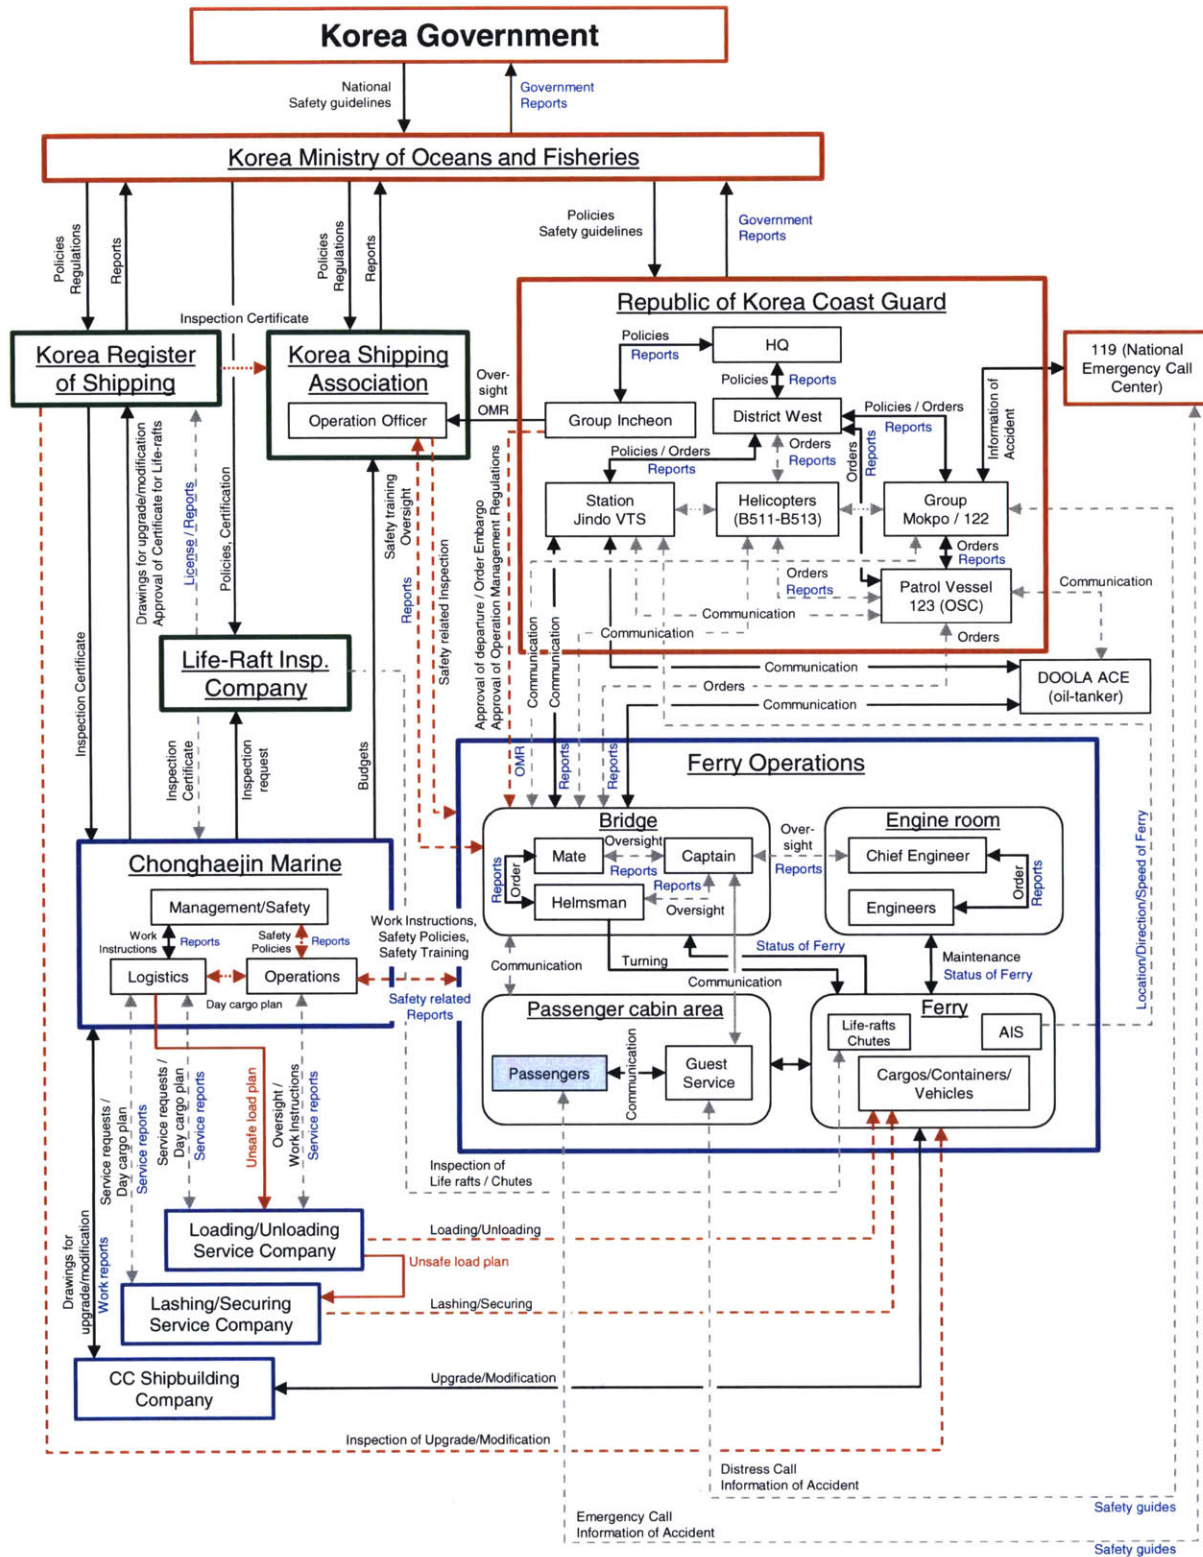 Korea Government
National
Safety guidelines
Government
Reports
Korea Ministry of Oceans and Fisheries
Policies
Regulations
Reports
Policies
Regulations
Reports
Policies
Safety guidelines
Government
Reports
Inspection Certificate
Korea Register
of Shipping
Korea Shipping
Association
Operation Officer
Over-
sight
OMR
Republic of Korea Coast Guard
HQ
Policies
Reports
Policies
Reports
Group Incheon
District West
Policies / Orders
Reports
Orders
Reports
Orders
Reports
Policies / Orders
Reports
Station
Jindo VTS
Helicopters
(B511-B513)
Group
Mokpo / 122
Orders
Reports
Orders
Reports
Patrol Vessel
123 (OSC)
Communication
Communication
Orders
Information of
Accident
119 (National
Emergency Call
Center)
Communication
DOOLA ACE
(oil-tanker)
Communication
Orders
Communication
Drawings for upgrade/modification
Approval of Certificate for Life-rafts
License / Reports
Policies, Certification
Safety training
Oversight
Reports
Safety related Inspection
Approval of departure / Order Embargo
Approval of Operation Management Regulations
Communication
Communication
OMR
Reports
Reports
Life-Raft Insp.
Company
Inspection Certificate
Inspection
Certificate
Inspection
request
Budgets
Chonghaejin Marine
Management/Safety
Work
Instructions
Reports
Safety
Policies
Reports
Logistics
Operations
Day cargo plan
Work Instructions,
Safety Policies,
Safety Training
Safety related
Reports
Ferry Operations
Bridge
Mate
Oversight
Reports
Captain
Reports
Order
Helmsman
Reports
Oversight
Over-
sight
Reports
Engine room
Chief Engineer
Engineers
Order
Reports
Location/Direction/Speed of Ferry
Communication
Turning
Status of Ferry
Communication
Maintenance
Status of Ferry
Passenger cabin area
Passengers
Communication
Guest
Service
Ferry
Life-rafts
Chutes
AIS
Cargos/Containers/
Vehicles
Service requests /
Day cargo plan
Service reports
Service requests /
Day cargo plan
Service reports
Unsafe load plan
Oversight /
Work Instructions
Service reports
Inspection of
Life rafts / Chutes
Loading/Unloading
Service Company
Loading/Unloading
Unsafe load plan
Lashing/Securing
Service Company
Lashing/Securing
Drawings for
upgrade/modification
Work reports
CC Shipbuilding
Company
Upgrade/Modification
Inspection of Upgrade/Modification
Distress Call
Information of Accident
Safety guides
Emergency Call
Information of Accident
Safety guides